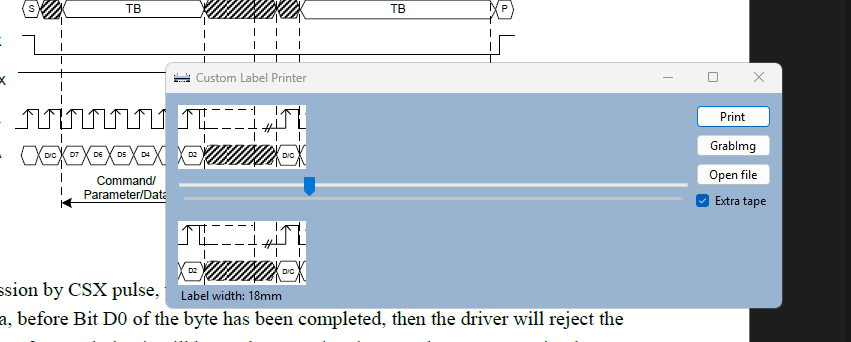 S TB TB P
X
Custom Label Printer
D2 D/C
Print
GrabImg
Open file
Extra tape
D/C D7 D6 D5 D4
Command/
Parameter/Data
D2 D/C
Label width: 18mm
ssion by CSX pulse,
a, before Bit D0 of the byte has been completed, then the driver will reject the